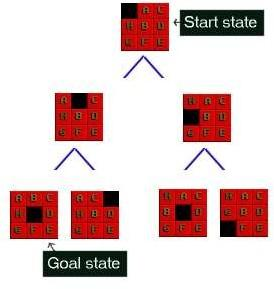 A C
H B D
G F E
Start state
A C
H B D
G F E
H A C
B D
G F E
A B C
H D
G F E
A C
H B D
G F E
H A C
B D
G F E
H A C
G B D
F E
Goal state